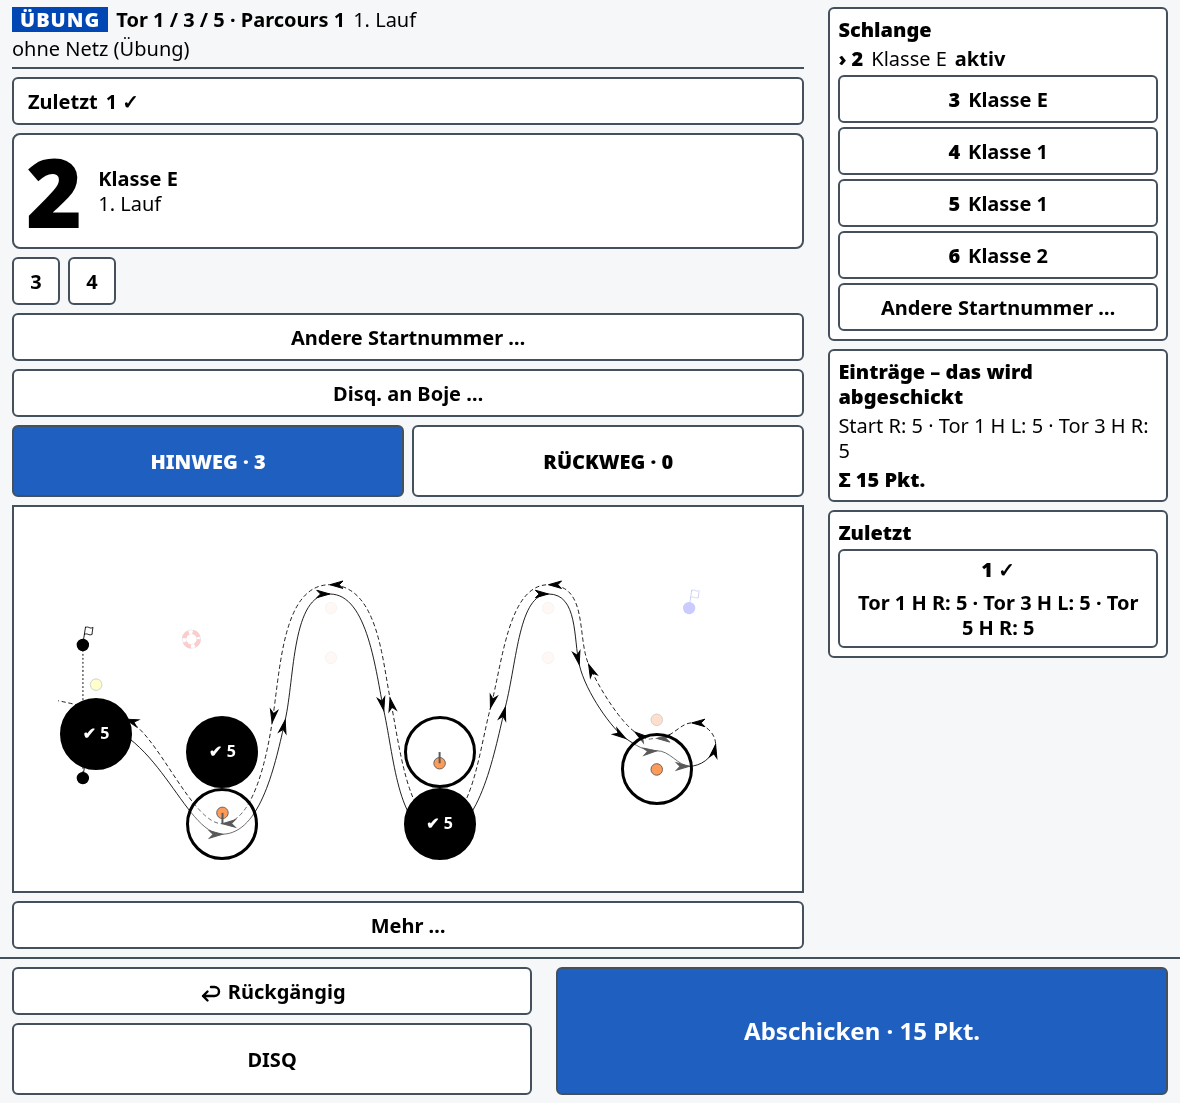 ÜBUNG Tor 1 / 3 / 5 · Parcours 1 1. Lauf
ohne Netz (Übung)
Zuletzt 1 ✓
2
Klasse E
1. Lauf
3
4
Andere Startnummer ...
Disq. an Boje ...
HINWEG · 3
RÜCKWEG · 0
✔ 5
✔ 5
✔ 5
Mehr ...
Schlange
› 2 Klasse E aktiv
3 Klasse E
4 Klasse 1
5 Klasse 1
6 Klasse 2
Andere Startnummer ...
Einträge – das wird
abgeschickt
Start R: 5 · Tor 1 H L: 5 · Tor 3 H R:
5
Σ 15 Pkt.
Zuletzt
1 ✓
Tor 1 H R: 5 · Tor 3 H L: 5 · Tor
5 H R: 5
Rückgängig
DISQ
Abschicken · 15 Pkt.